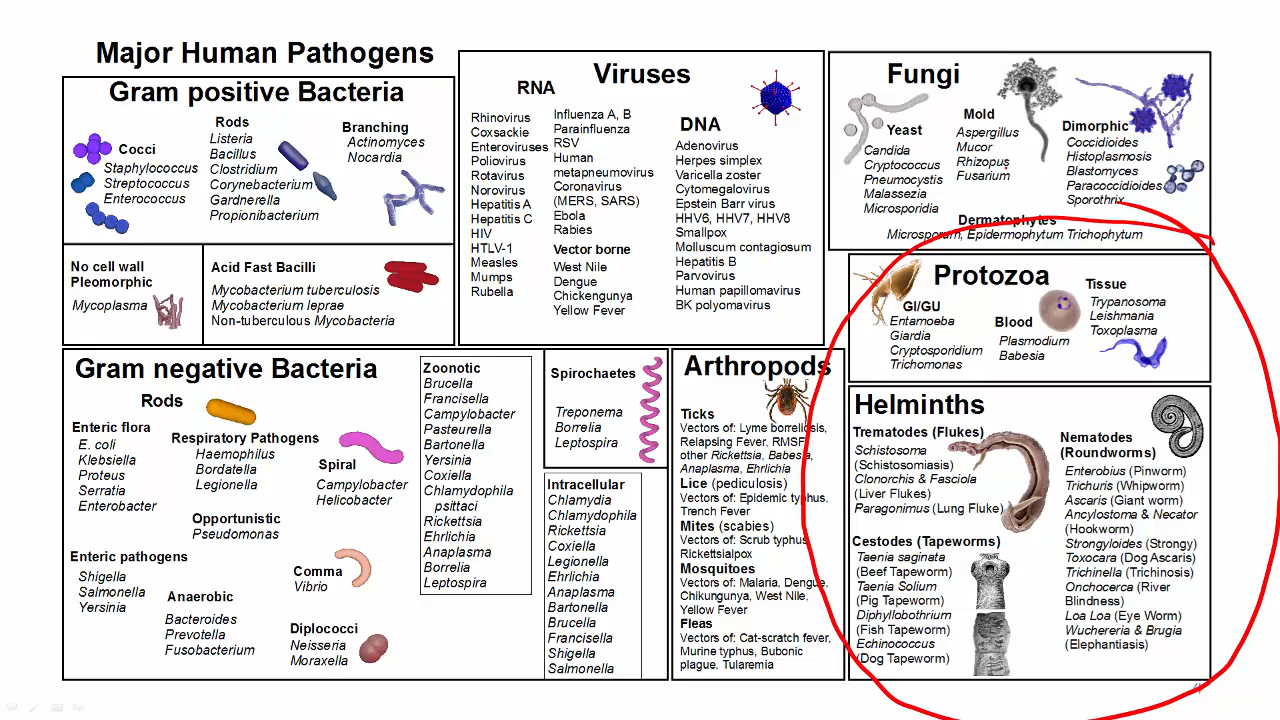 Major Human Pathogens
Gram positive Bacteria
Cocci
Staphylococcus
Streptococcus
Enterococcus
Rods
Listeria
Bacillus
Clostridium
Corynebacterium
Gardnerella
Propionibacterium
Branching
Actinomyces
Nocardia
No cell wall
Pleomorphic
Mycoplasma
Acid Fast Bacilli
Mycobacterium tuberculosis
Mycobacterium leprae
Non-tuberculous Mycobacteria
Viruses
RNA
Rhinovirus
Coxsackie
Enteroviruses
Poliovirus
Rotavirus
Norovirus
Hepatitis A
Hepatitis C
HIV
HTLV-1
Measles
Mumps
Rubella
Influenza A, B
Parainfluenza
RSV
Human
metapneumovirus
Coronavirus
(MERS, SARS)
Ebola
Rabies
Vector borne
West Nile
Dengue
Chickengunya
Yellow Fever
DNA
Adenovirus
Herpes simplex
Varicella zoster
Cytomegalovirus
Epstein Barr virus
HHV6, HHV7, HHV8
Smallpox
Molluscum contagiosum
Hepatitis B
Parvovirus
Human papillomavirus
BK polyomavirus
Fungi
Yeast
Candida
Cryptococcus
Pneumocystis
Malassezia
Microsporidia
Mold
Aspergillus
Mucor
Rhizopus
Fusarium
Dimorphic
Coccidioides
Histoplasmosis
Blastomyces
Paracoccidioides
Sporothrix
Dermatophytes
Microsporum, Epidermophytum Trichophytum
Protozoa
GI/GU
Entamoeba
Giardia
Cryptosporidium
Trichomonas
Blood
Plasmodium
Babesia
Tissue
Trypanosoma
Leishmania
Toxoplasma
Gram negative Bacteria
Rods
Enteric flora
E. coli
Klebsiella
Proteus
Serratia
Enterobacter
Respiratory Pathogens
Haemophilus
Bordatella
Legionella
Spiral
Campylobacter
Helicobacter
Opportunistic
Pseudomonas
Enteric pathogens
Shigella
Salmonella
Yersinia
Anaerobic
Bacteroides
Prevotella
Fusobacterium
Comma
Vibrio
Diplococci
Neisseria
Moraxella
Zoonotic
Brucella
Francisella
Campylobacter
Pasteurella
Bartonella
Yersinia
Coxiella
Chlamydophila
psittaci
Rickettsia
Ehrlichia
Anaplasma
Borrelia
Leptospira
Spirochaetes
Treponema
Borrelia
Leptospira
Intracellular
Chlamydia
Chlamydophila
Rickettsia
Coxiella
Legionella
Ehrlichia
Anaplasma
Bartonella
Brucella
Francisella
Shigella
Salmonella
Arthropods
Ticks
Vectors of: Lyme borreliosis,
Relapsing Fever, RMSF,
other Rickettsia, Babesia,
Anaplasma, Ehrlichia
Lice (pediculosis)
Vectors of: Epidemic typhus,
Trench Fever
Mites (scabies)
Vectors of: Scrub typhus,
Rickettsialpox
Mosquitoes
Vectors of: Malaria, Dengue,
Chikungunya, West Nile,
Yellow Fever
Fleas
Vectors of: Cat-scratch fever,
Murine typhus, Bubonic
plague, Tularemia
Helminths
Trematodes (Flukes)
Schistosoma
(Schistosomiasis)
Clonorchis & Fasciola
(Liver Flukes)
Paragonimus (Lung Fluke)
Cestodes (Tapeworms)
Taenia saginata
(Beef Tapeworm)
Taenia Solium
(Pig Tapeworm)
Diphyllobothrium
(Fish Tapeworm)
Echinococcus
(Dog Tapeworm)
Nematodes
(Roundworms)
Enterobius (Pinworm)
Trichuris (Whipworm)
Ascaris (Giant worm)
Ancylostoma & Necator
(Hookworm)
Strongyloides (Strongy)
Toxocara (Dog Ascaris)
Trichinella (Trichinosis)
Onchocerca (River
Blindness)
Loa Loa (Eye Worm)
Wuchereria & Brugia
(Elephantiasis)